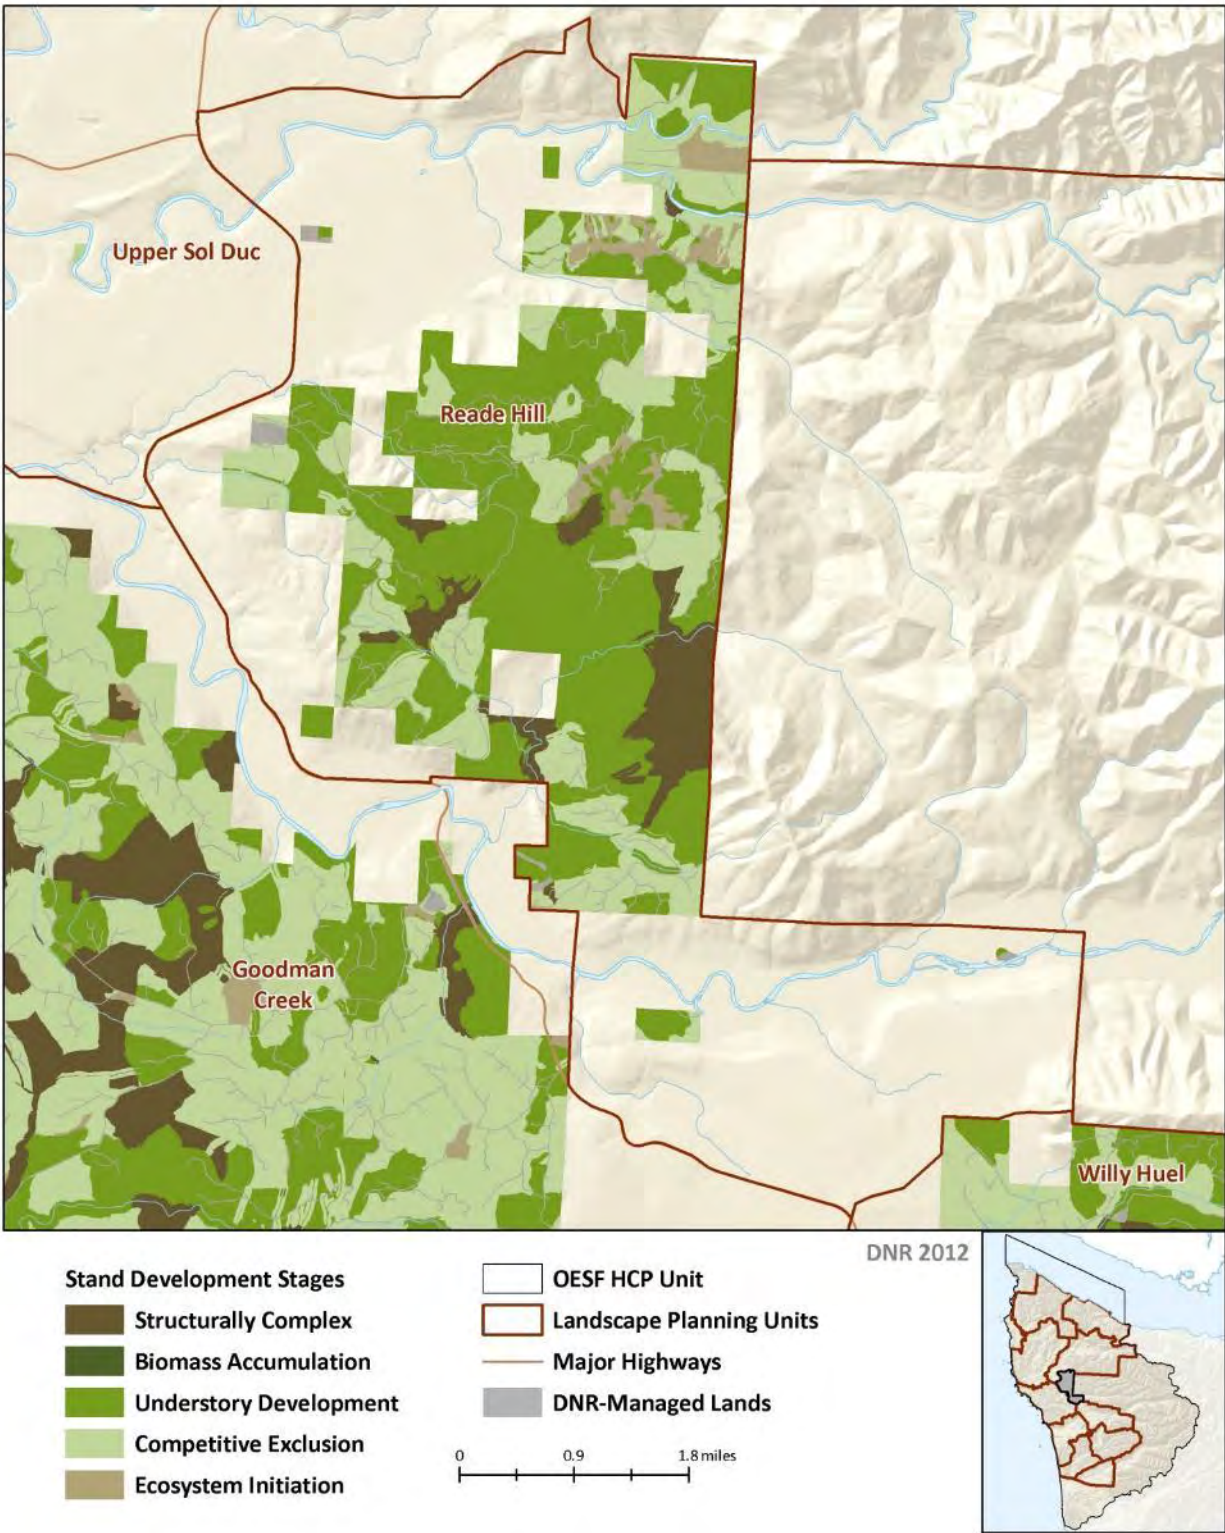 Upper Sol Duc
Reade Hill
Goodman
Creek
Willy Huel
DNR 2012
Stand Development Stages
Structurally Complex
Biomass Accumulation
Understory Development
Competitive Exclusion
Ecosystem Initiation
OESF HCP Unit
Landscape Planning Units
Major Highways
DNR-Managed Lands
0 0.9 1.8 miles